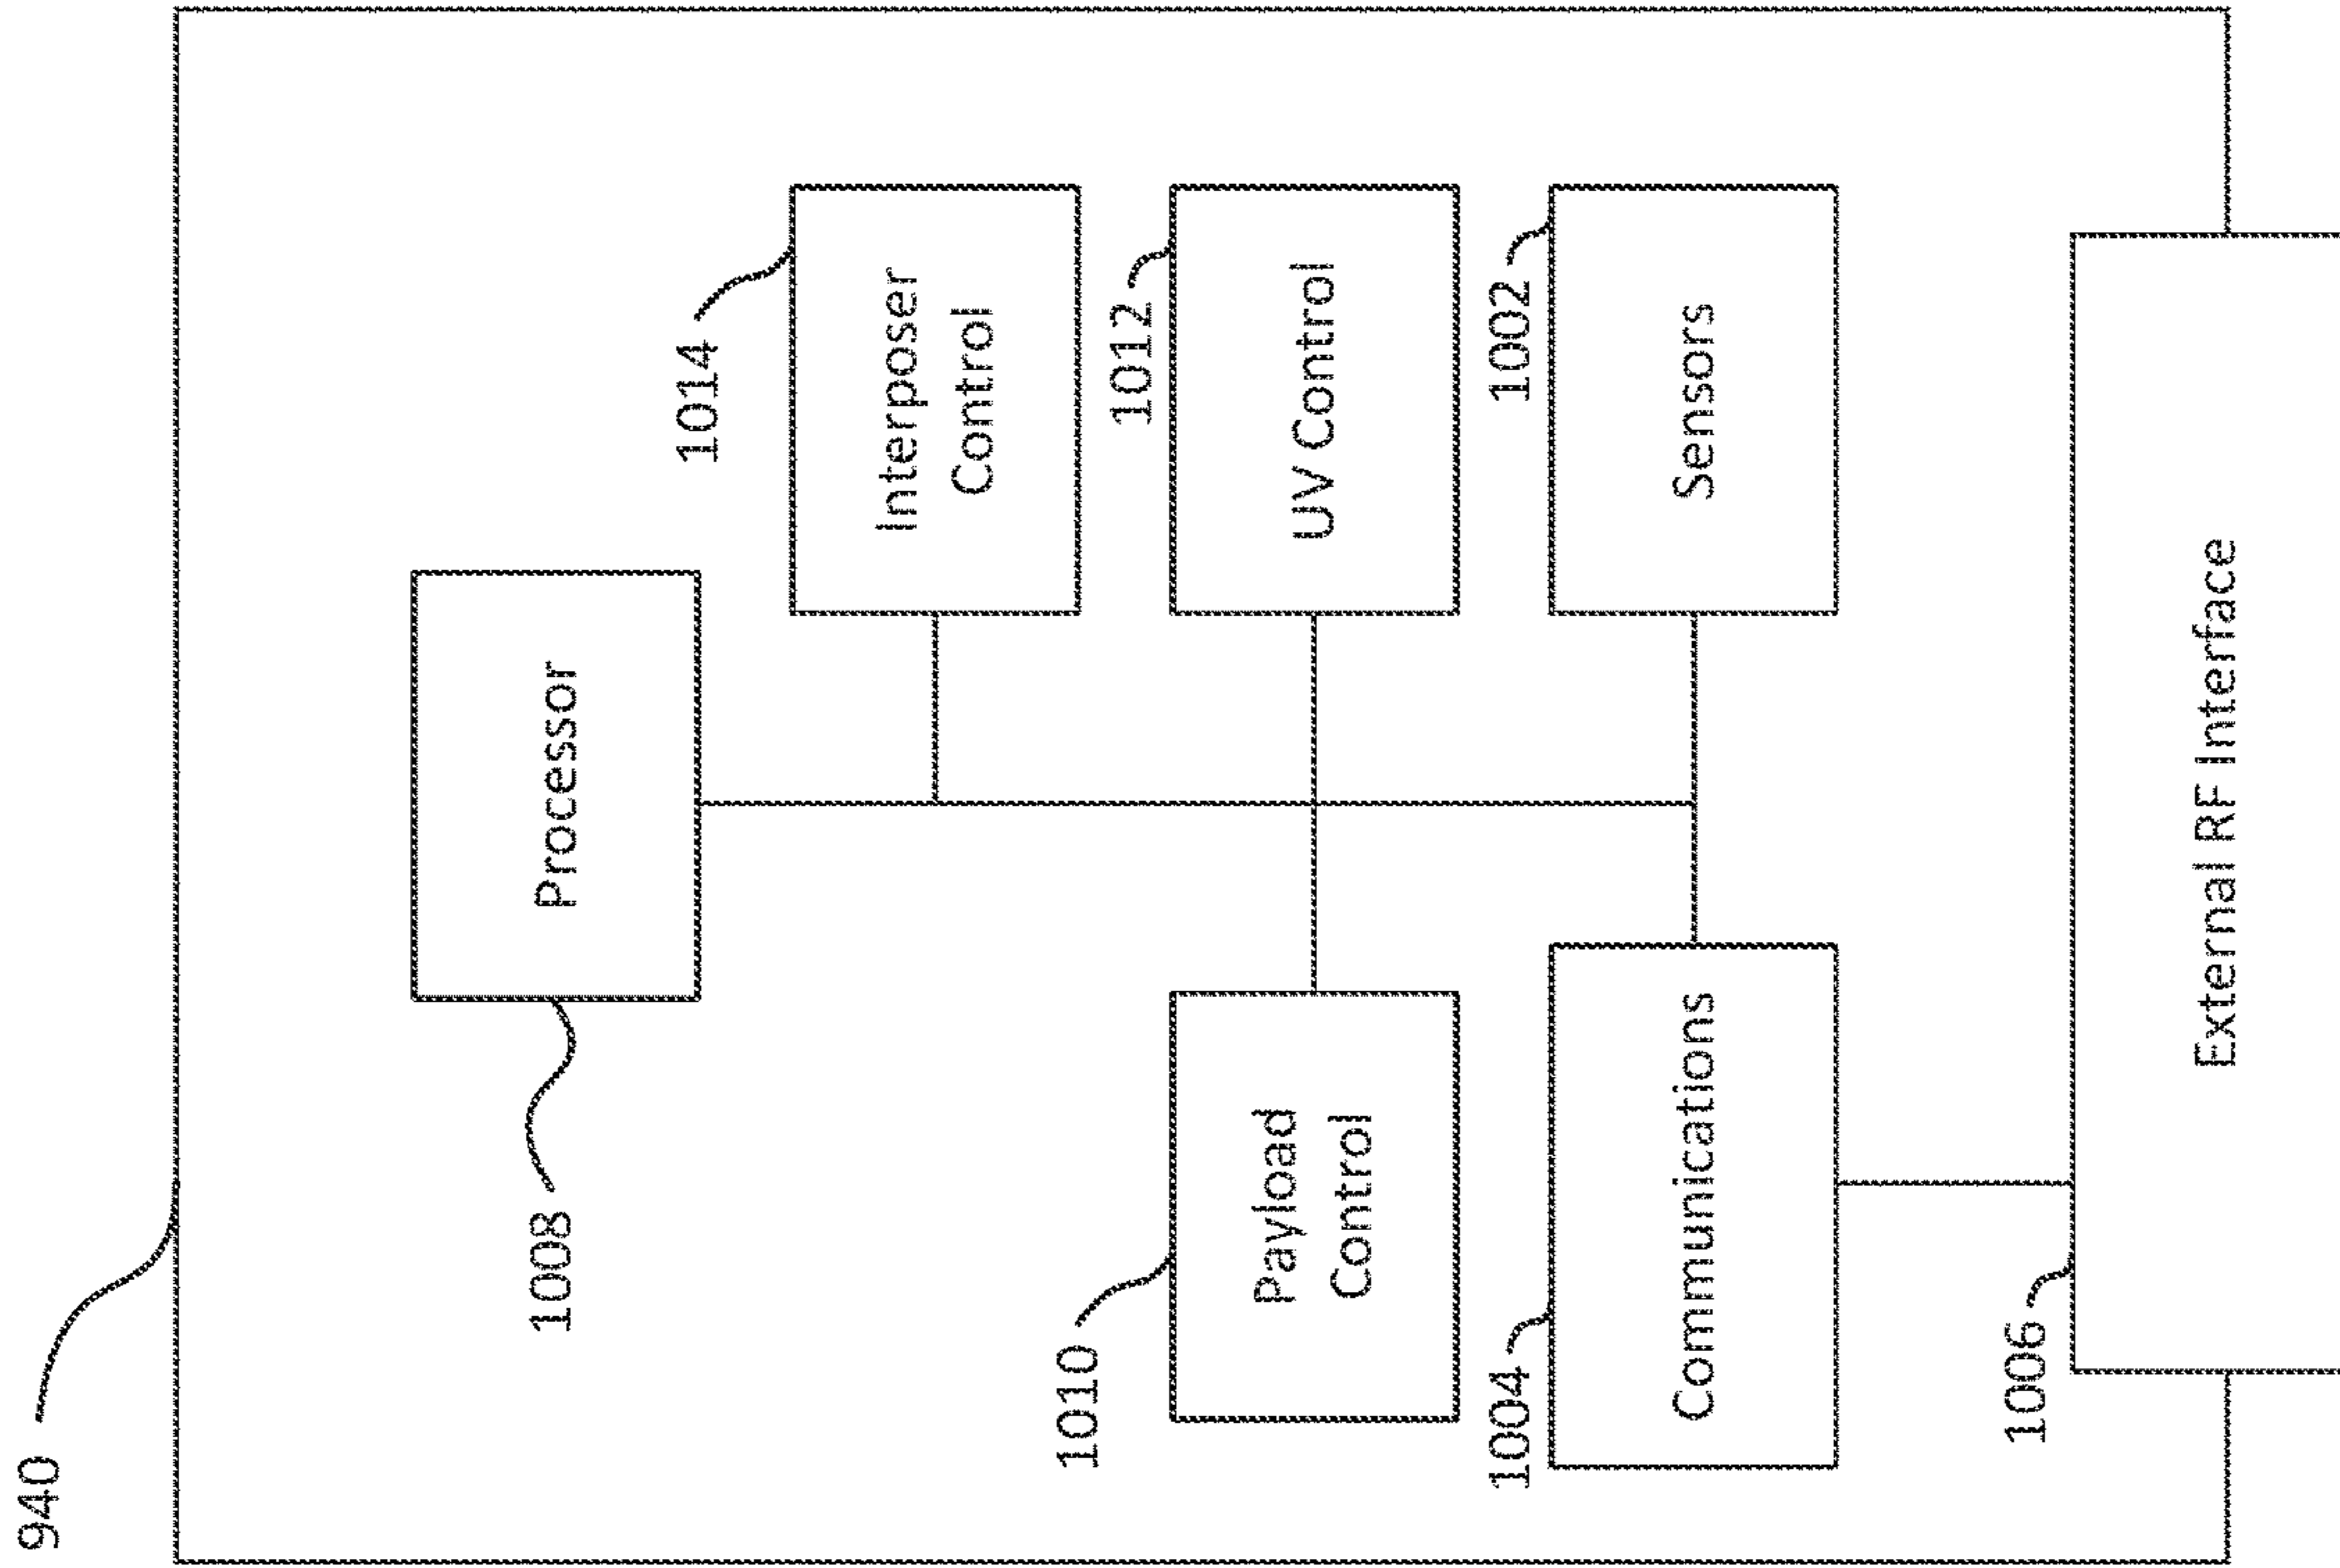 940
1008
Processor
1014
Interposer
Control
1010
Payload
Control
1012
UV Control
1004
Communications
1002
Sensors
1006
External RF Interface